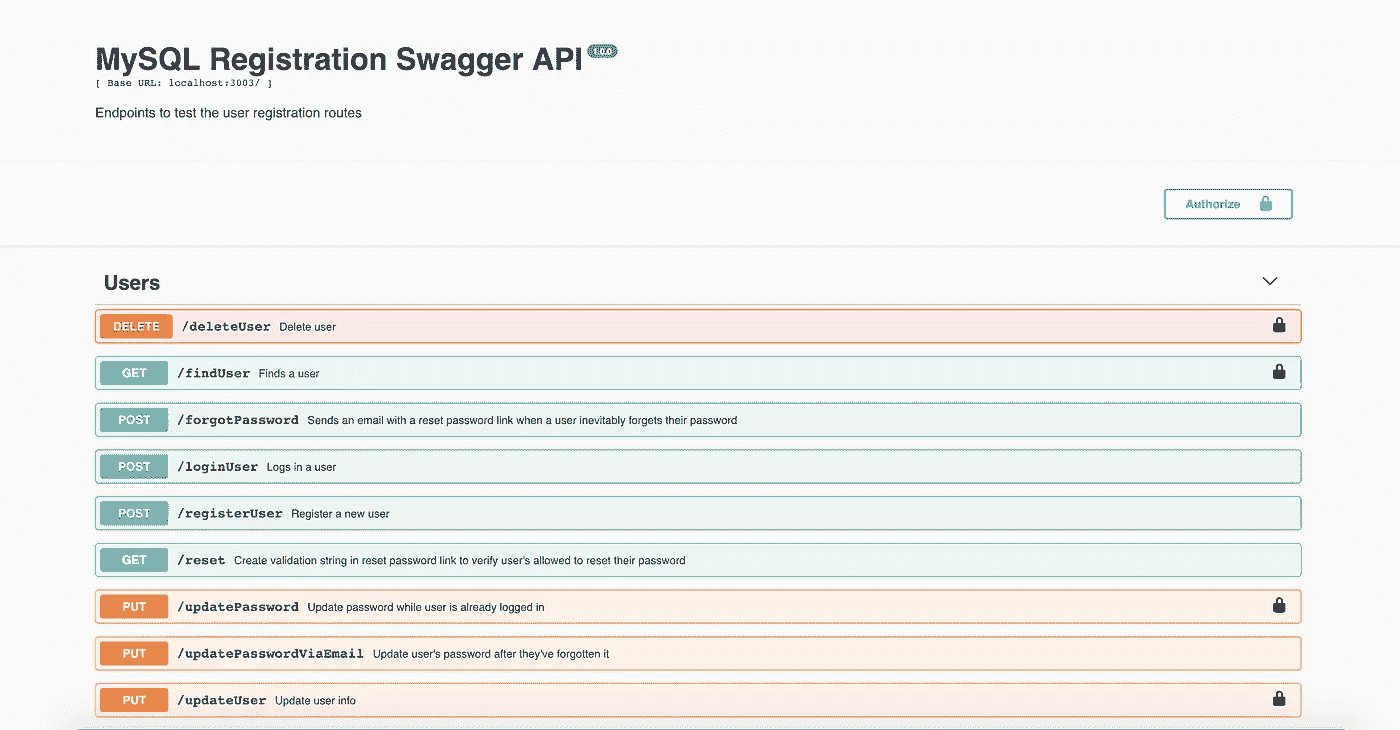 MySQL Registration Swagger API 1.0.0
[ Base URL: localhost:3003/ ]
Endpoints to test the user registration routes
Authorize
Users
DELETE /deleteUser Delete user
GET /findUser Finds a user
POST /forgotPassword Sends an email with a reset password link when a user inevitably forgets their password
POST /loginUser Logs in a user
POST /registerUser Register a new user
GET /reset Create validation string in reset password link to verify user's allowed to reset their password
PUT /updatePassword Update password while user is already logged in
PUT /updatePasswordViaEmail Update user's password after they've forgotten it
PUT /updateUser Update user info